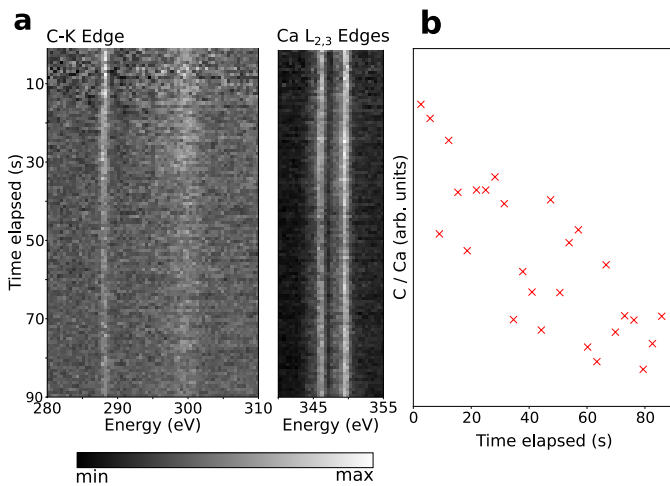 a
C-K Edge
Ca L2,3 Edges
b
Time elapsed (s)
10
30
50
70
90
280
290
300
310
Energy (eV)
345
355
Energy (eV)
min
max
C / Ca (arb. units)
0
20
40
60
80
Time elapsed (s)